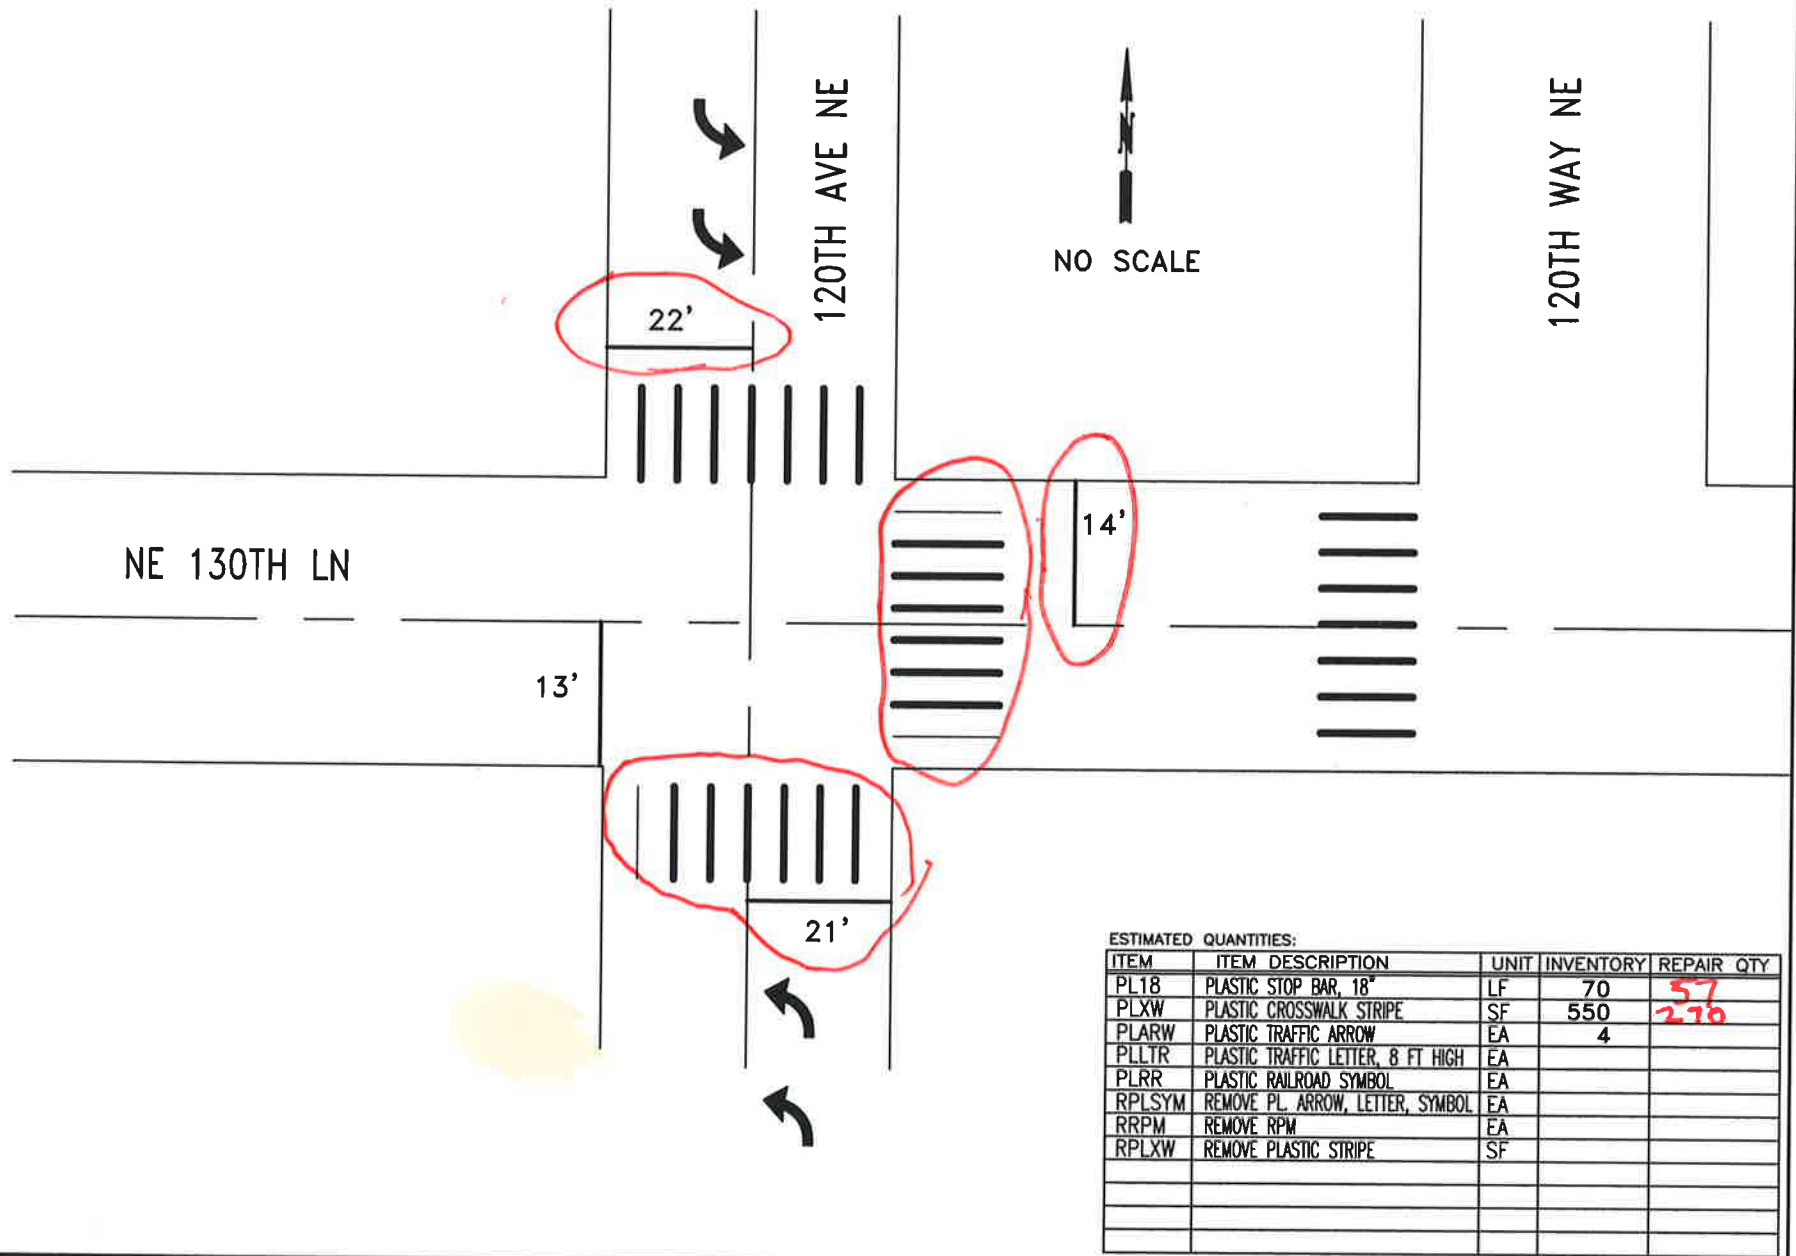 120TH AVE NE
N
NO SCALE
120TH WAY NE
22'
14'
NE 130TH LN
13'
21'
ESTIMATED QUANTITIES:
ITEM ITEM DESCRIPTION UNIT INVENTORY REPAIR QTY
PL18 PLASTIC STOP BAR, 18" LF 70 57
PLXW PLASTIC CROSSWALK STRIPE SF 550 270
PLARW PLASTIC TRAFFIC ARROW EA 4
PLLTR PLASTIC TRAFFIC LETTER, 8 FT HIGH EA
PLRR PLASTIC RAILROAD SYMBOL EA
RPLSYM REMOVE PL. ARROW, LETTER, SYMBOL EA
RRPM REMOVE RPM EA
RPLXW REMOVE PLASTIC STRIPE SF